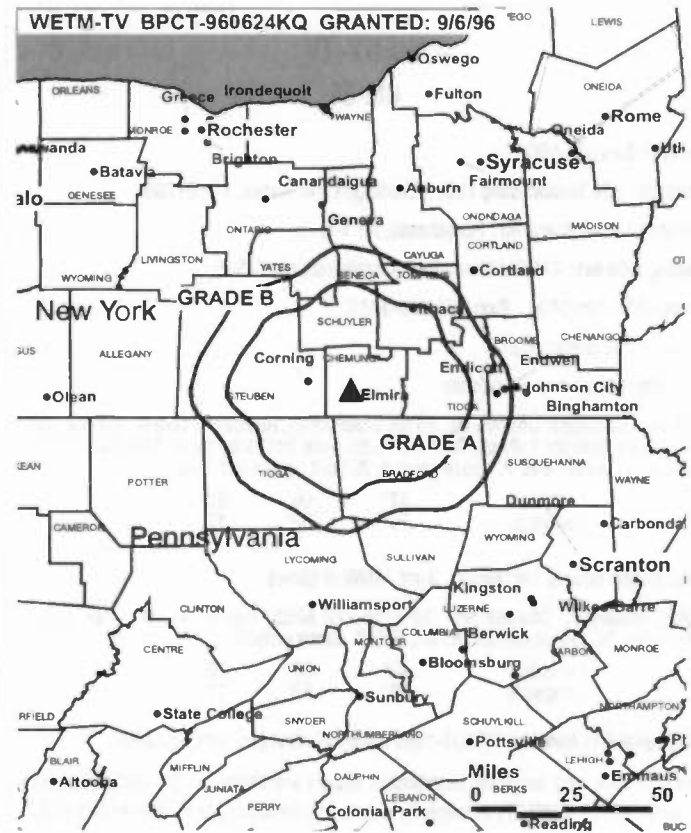 WETM-TV BPCT-960624KQ GRANTED: 9/6/96
EGO
LEWIS
Oswego
ORLEANS
Irondequoit
Fulton
ONEIDA
Greece
WAYNE
Rome
MONROE
Rochester
Oneida
Brighton
Syracuse
Batavia
Canandaigua
Auburn
Fairmount
GENESEE
Geneva
ONONDAGA
MADISON
ONTARIO
CAYUGA
CORTLAND
LIVINGSTON
YATES
SENECA
TOMPKINS
Cortland
WYOMING
GRADE B
New York
Ithaca
SCHUYLER
BROOME
CHENANGO
ALLEGANY
Corning
CHEMUNG
Endicott
Endwell
STEUBEN
Elmira
Johnson City
Olean
TIOGA
Binghamton
GRADE A
SUSQUEHANNA
TIOGA
BRADFORD
WAYNE
POTTER
Dunmore
CAMERON
Pennsylvania
WYOMING
Carbondal
LYCOMING
SULLIVAN
Scranton
Kingston
CLINTON
Williamsport
LUZERNE
Wilkes-Barre
COLUMBIA
Berwick
CENTRE
MONTOUR
CARBON
MONROE
UNION
Bloomsburg
Sunbury
NORTHAMPTON
State College
SNYDER
SCHUYLKILL
NORTHUMBERLAND
Pottsville
BLAIR
MIFFLIN
LEHIGH
Altoona
JUNIATA
DAUPHIN
Miles
Emmaus
PERRY
LEBANON
BERKS
25
50
Colonial Park
Reading
BUC